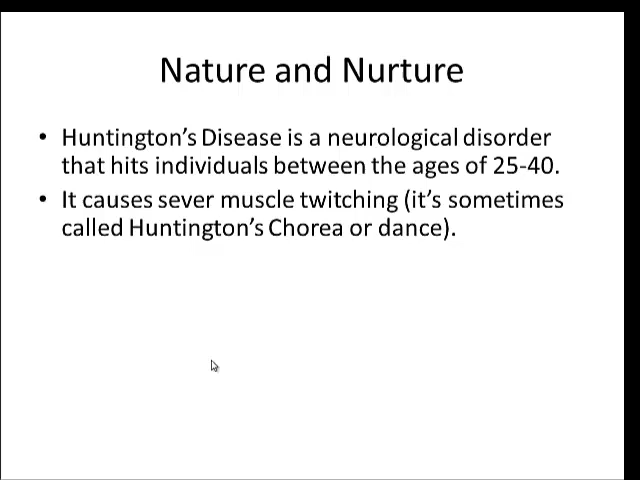 Nature and Nurture
• Huntington's Disease is a neurological disorder
that hits individuals between the ages of 25-40.
• It causes sever muscle twitching (it's sometimes
called Huntington's Chorea or dance).